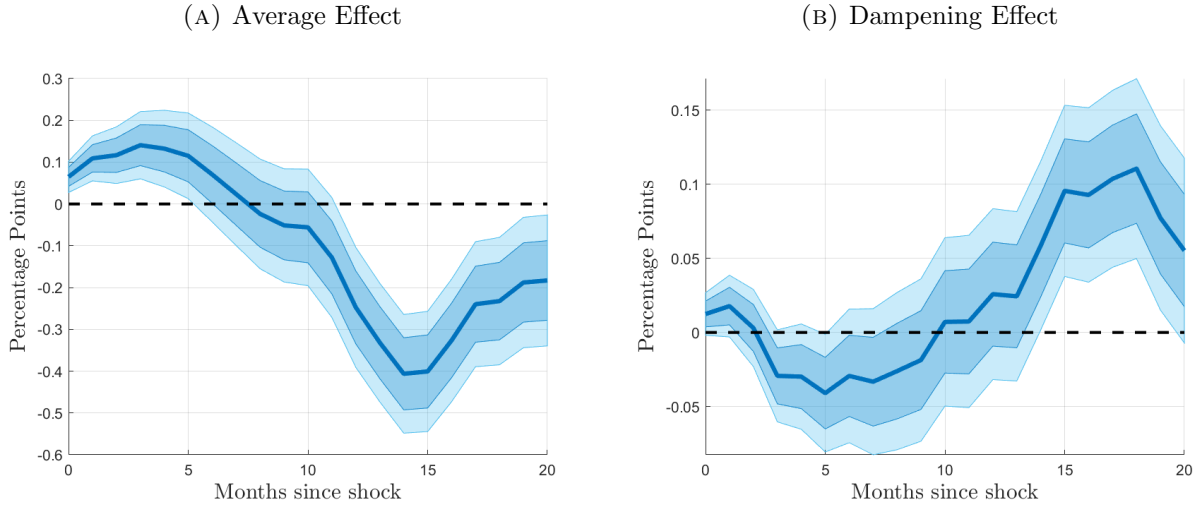 (A) Average Effect
0.3
0.2
0.1
0
-0.1
-0.2
-0.3
-0.4
-0.5
-0.6
Percentage Points
0 5 10 15 20
Months since shock
(B) Dampening Effect
0.15
0.1
0.05
0
-0.05
Percentage Points
0 5 10 15 20
Months since shock